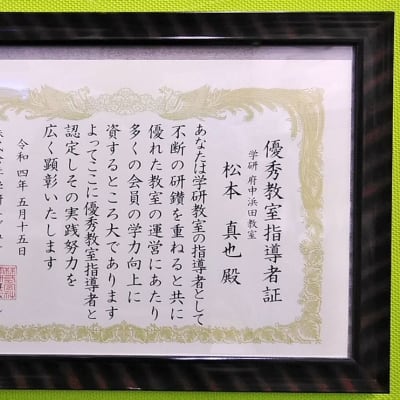 優秀教室指導者証
学研 府中浜田教室
松本 真也 殿
あなたは学研教室の指導者として
不断の研鑽を重ねると共に
優れた教室の運営にあたり
多くの会員の学力向上に
資するところ大であります
よってここに優秀教室指導者と
認定しその実践努力を
広く顕彰いたします
令和四年五月十五日